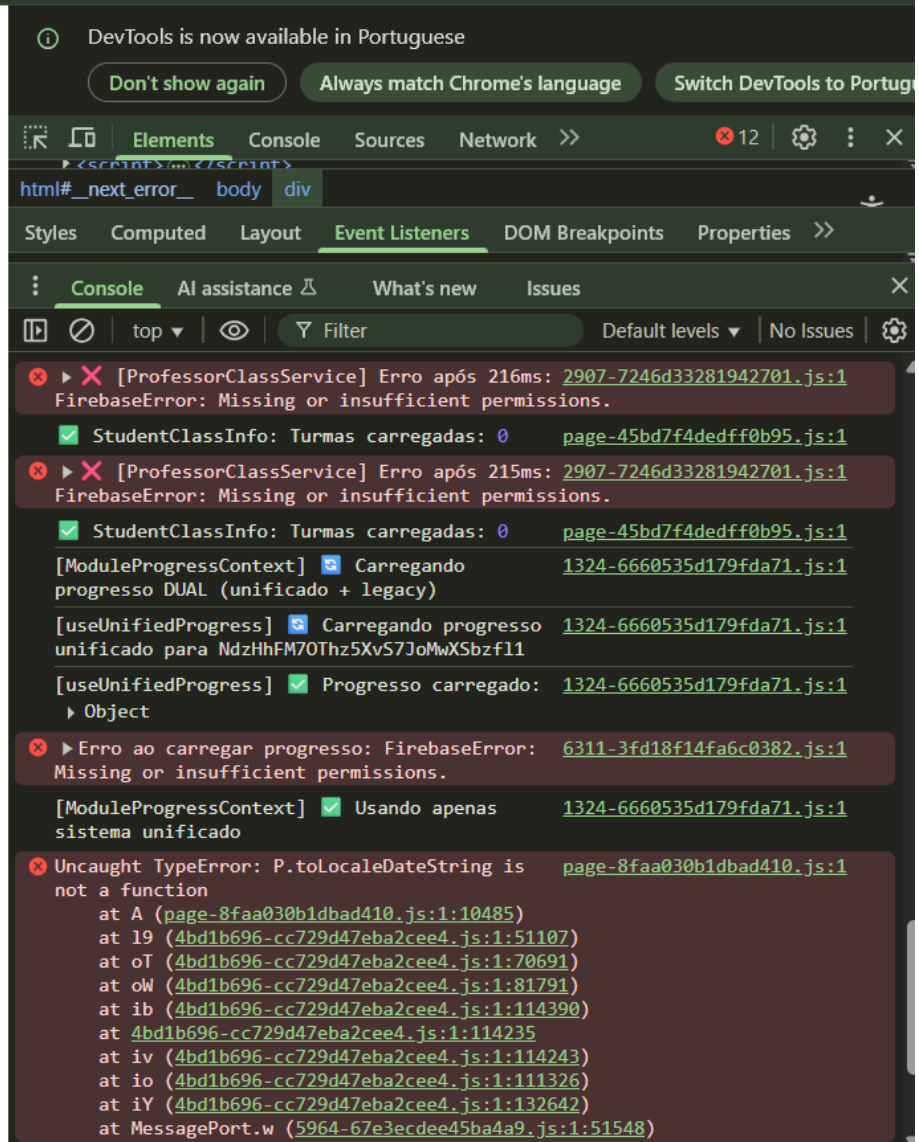 DevTools is now available in Portuguese
Don't show again Always match Chrome's language Switch DevTools to Portugu
Elements Console Sources Network 12
<script>…</script>
html#__next_error__ body div
Styles Computed Layout Event Listeners DOM Breakpoints Properties
Console AI assistance What's new Issues
top Filter Default levels No Issues
[ProfessorClassService] Erro após 216ms: 2907-7246d33281942701.js:1
FirebaseError: Missing or insufficient permissions.
StudentClassInfo: Turmas carregadas: 0 page-45bd7f4dedff0b95.js:1
[ProfessorClassService] Erro após 215ms: 2907-7246d33281942701.js:1
FirebaseError: Missing or insufficient permissions.
StudentClassInfo: Turmas carregadas: 0 page-45bd7f4dedff0b95.js:1
[ModuleProgressContext] Carregando 1324-6660535d179fda71.js:1
progresso DUAL (unificado + legacy)
[useUnifiedProgress] Carregando progresso 1324-6660535d179fda71.js:1
unificado para NdzHhFM7OThz5XvS7JoMwXSbzfl1
[useUnifiedProgress] Progresso carregado: 1324-6660535d179fda71.js:1
Object
Erro ao carregar progresso: FirebaseError: 6311-3fd18f14fa6c0382.js:1
Missing or insufficient permissions.
[ModuleProgressContext] Usando apenas 1324-6660535d179fda71.js:1
sistema unificado
Uncaught TypeError: P.toLocaleDateString is page-8faa030b1dbad410.js:1
not a function
at A (page-8faa030b1dbad410.js:1:10485)
at l9 (4bd1b696-cc729d47eba2cee4.js:1:51107)
at oT (4bd1b696-cc729d47eba2cee4.js:1:70691)
at oW (4bd1b696-cc729d47eba2cee4.js:1:81791)
at ib (4bd1b696-cc729d47eba2cee4.js:1:114390)
at 4bd1b696-cc729d47eba2cee4.js:1:114235
at iv (4bd1b696-cc729d47eba2cee4.js:1:114243)
at io (4bd1b696-cc729d47eba2cee4.js:1:111326)
at iY (4bd1b696-cc729d47eba2cee4.js:1:132642)
at MessagePort.w (5964-67e3ecdee45ba4a9.js:1:51548)